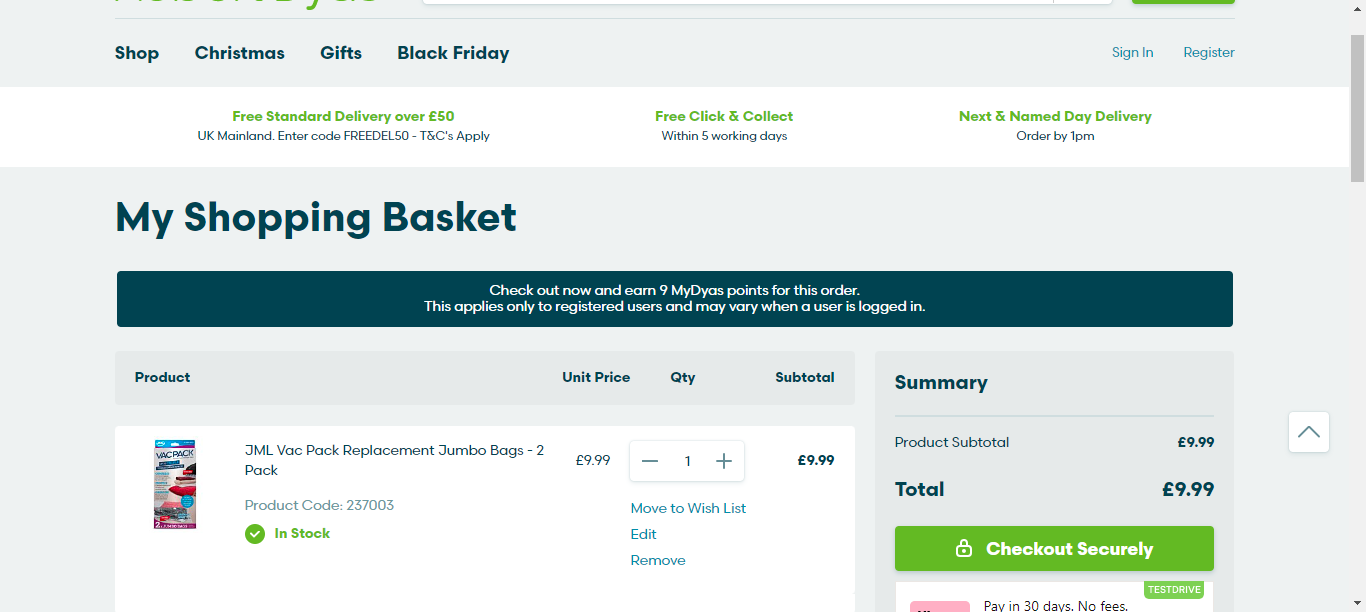 Shop Christmas Gifts Black Friday Sign In Register
Free Standard Delivery over £50
UK Mainland. Enter code FREEDEL50 - T&C's Apply
Free Click & Collect
Within 5 working days
Next & Named Day Delivery
Order by 1pm
My Shopping Basket
Check out now and earn 9 MyDyas points for this order.
This applies only to registered users and may vary when a user is logged in.
Product Unit Price Qty Subtotal
JML Vac Pack Replacement Jumbo Bags - 2
Pack
£9.99 1 £9.99
Product Code: 237003
In Stock
Move to Wish List
Edit
Remove
VACPACK
Summary
Product Subtotal £9.99
Total £9.99
Checkout Securely
TESTDRIVE
Pay in 30 days. No fees.